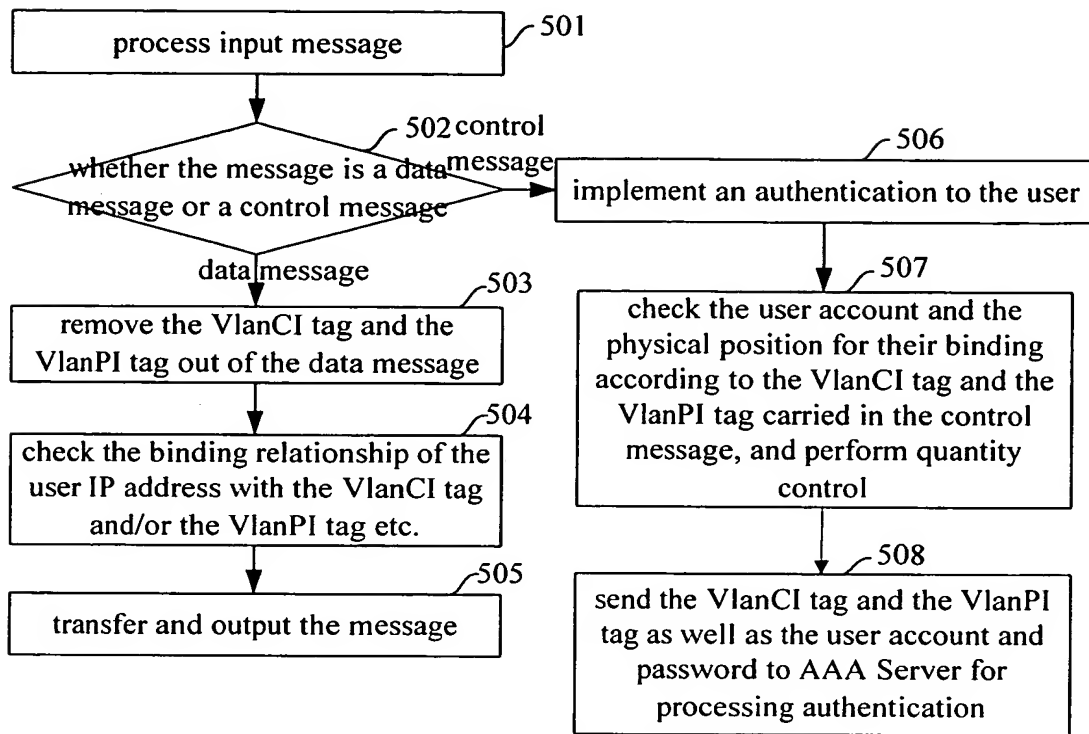 501
process input message
502
control
message
whether the message is a data
message or a control message
506
implement an authentication to the user
data message
503
remove the VlanCI tag and the
VlanPI tag out of the data message
504
check the binding relationship of the
user IP address with the VlanCI tag
and/or the VlanPI tag etc.
505
transfer and output the message
507
check the user account and the
physical position for their binding
according to the VlanCI tag and the
VlanPI tag carried in the control
message, and perform quantity
control
508
send the VlanCI tag and the VlanPI
tag as well as the user account and
password to AAA Server for
processing authentication